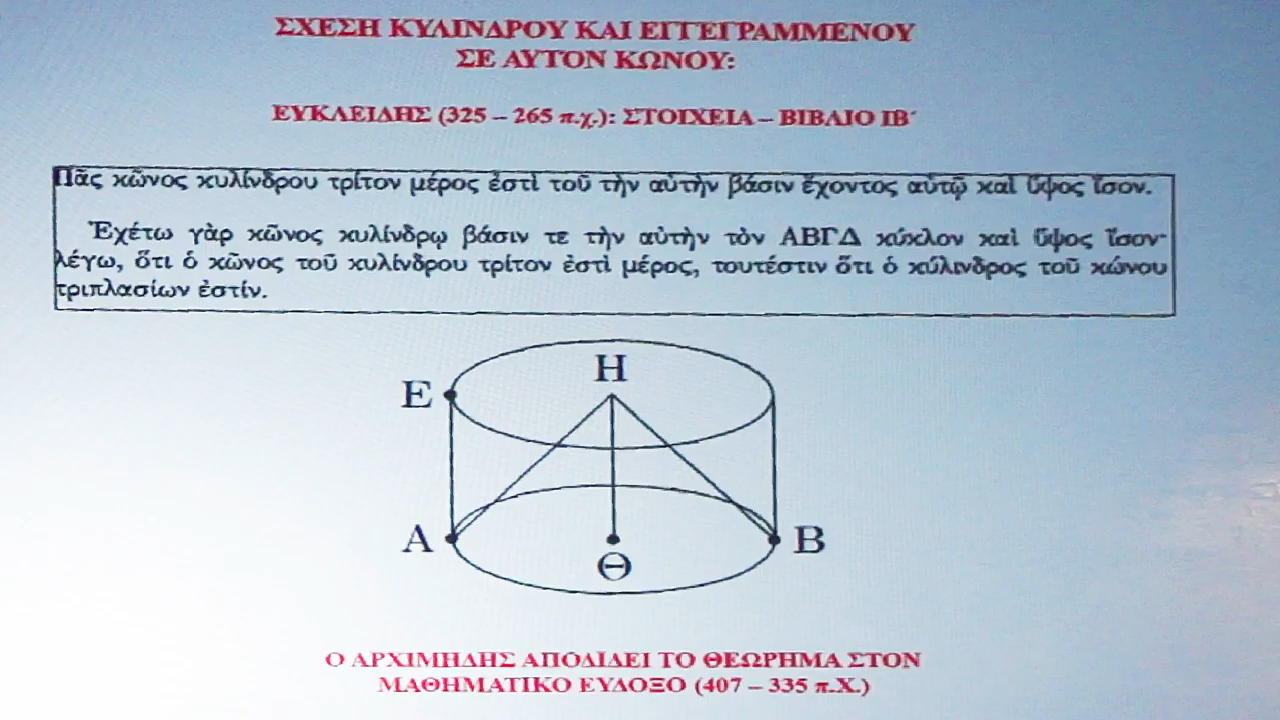 ΣΧΕΣΗ ΚΥΛΙΝΔΡΟΥ ΚΑΙ ΕΓΓΕΓΡΑΜΜΕΝΟΥ
ΣΕ ΑΥΤΟΝ ΚΩΝΟΥ:
ΕΥΚΛΕΙΔΗΣ (325 – 265 π.χ.): ΣΤΟΙΧΕΙΑ – ΒΙΒΛΙΟ ΙΒ΄
Πᾶς κῶνος κυλίνδρου τρίτον μέρος ἐστὶ τοῦ τὴν αὐτὴν βάσιν ἔχοντος αὐτῷ καὶ ὕψος ἴσον.
Ἐχέτω γὰρ κῶνος κυλίνδρῳ βάσιν τε τὴν αὐτὴν τὸν ΑΒΓΔ κύκλον καὶ ὕψος ἴσον·
λέγω, ὅτι ὁ κῶνος τοῦ κυλίνδρου τρίτον ἐστὶ μέρος, τουτέστιν ὅτι ὁ κύλινδρος τοῦ κώνου
τριπλασίων ἐστίν.
Η
Ε
Α
Β
Θ
Ο ΑΡΧΙΜΗΔΗΣ ΑΠΟΔΙΔΕΙ ΤΟ ΘΕΩΡΗΜΑ ΣΤΟΝ
ΜΑΘΗΜΑΤΙΚΟ ΕΥΔΟΞΟ (407 – 335 π.Χ.)